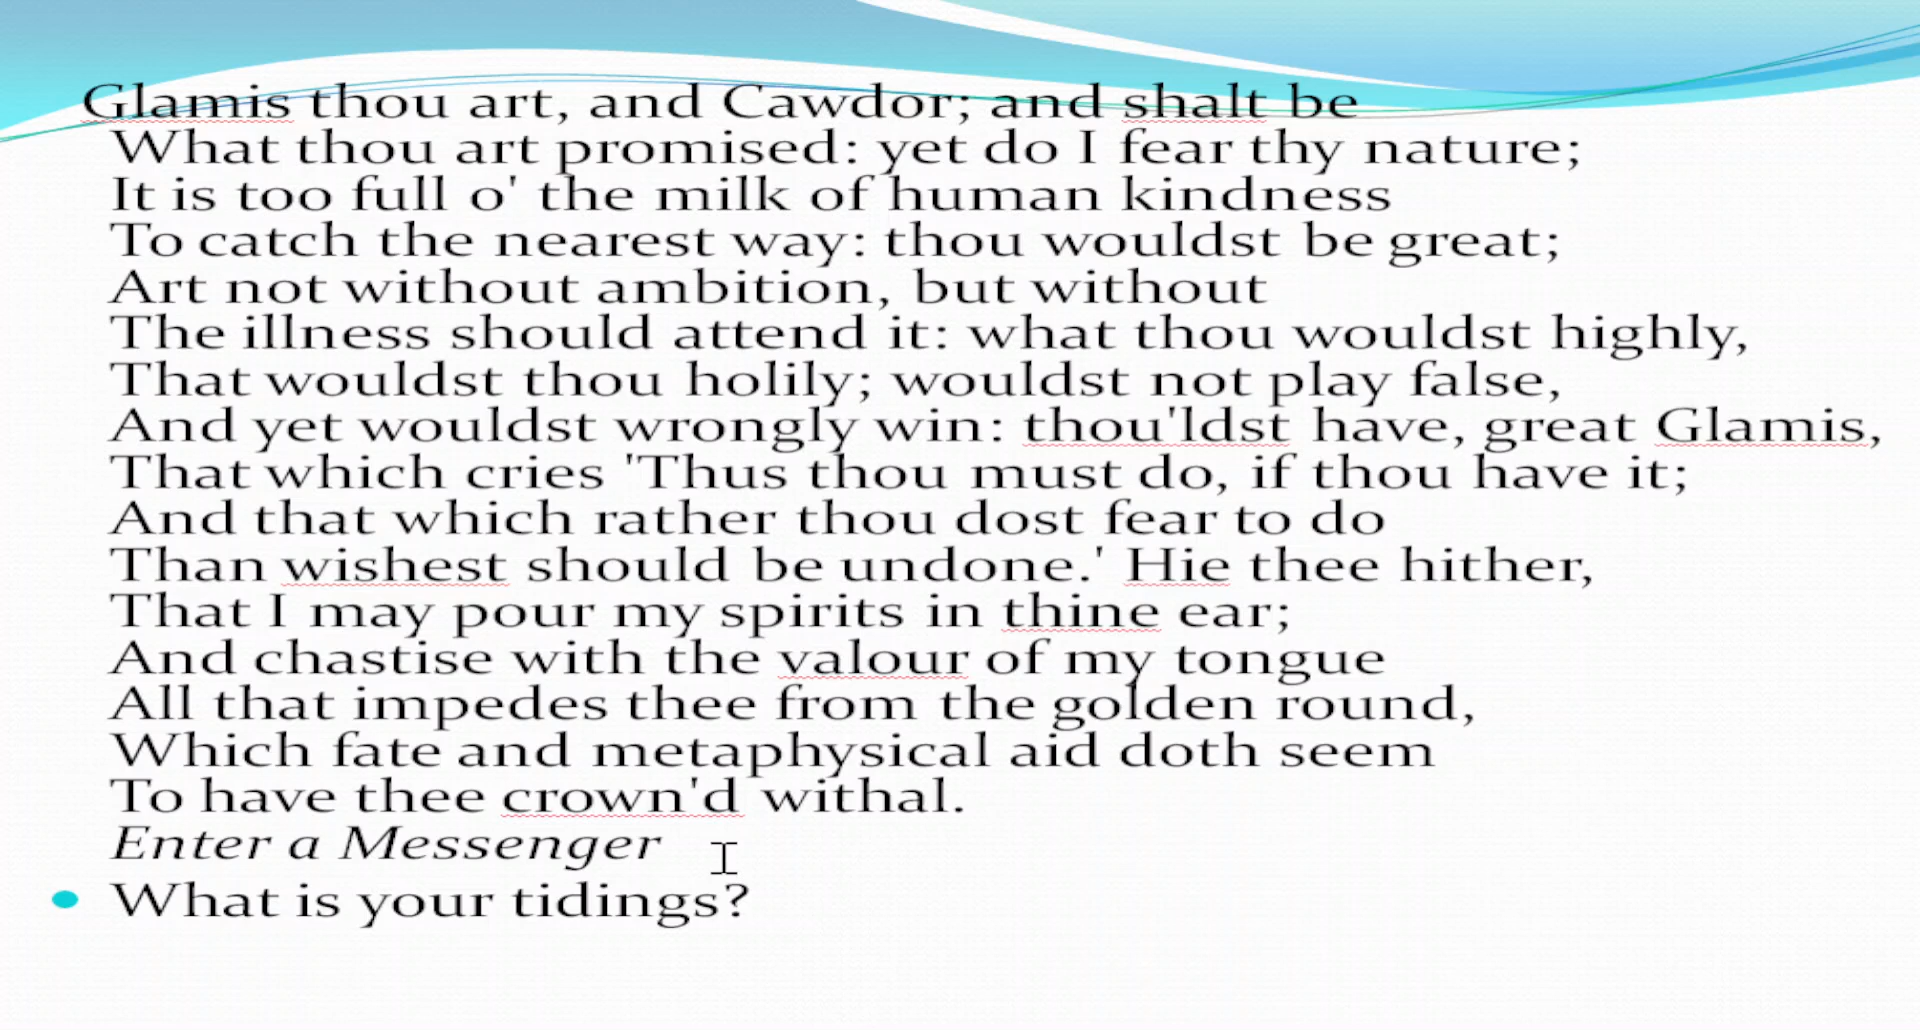 Glamis thou art, and Cawdor; and shalt be
What thou art promised: yet do I fear thy nature;
It is too full o' the milk of human kindness
To catch the nearest way: thou wouldst be great;
Art not without ambition, but without
The illness should attend it: what thou wouldst highly,
That wouldst thou holily; wouldst not play false,
And yet wouldst wrongly win: thou'ldst have, great Glamis,
That which cries 'Thus thou must do, if thou have it;
And that which rather thou dost fear to do
Than wishest should be undone.' Hie thee hither,
That I may pour my spirits in thine ear;
And chastise with the valour of my tongue
All that impedes thee from the golden round,
Which fate and metaphysical aid doth seem
To have thee crown'd withal.
Enter a Messenger
What is your tidings?